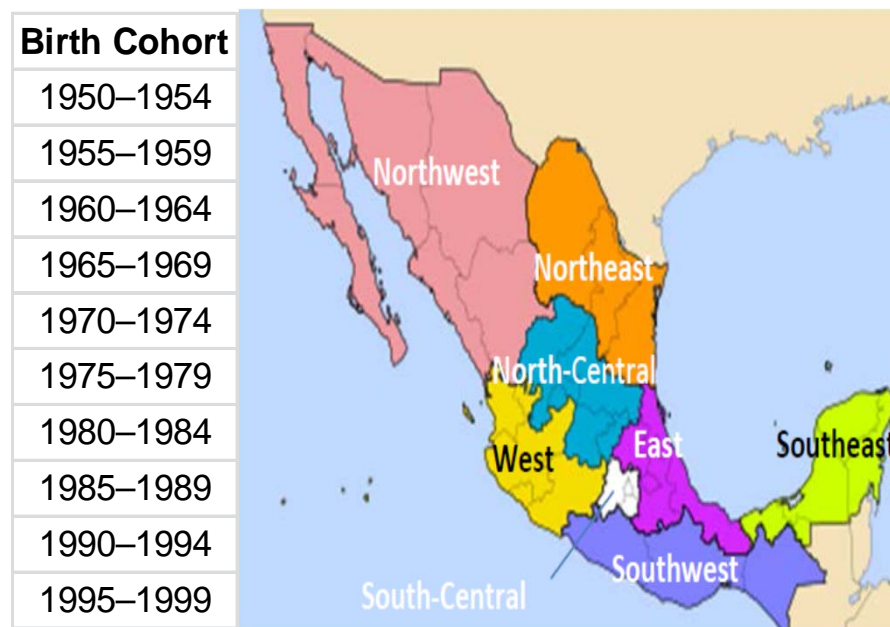 Birth Cohort
1950–1954
1955–1959
1960–1964
1965–1969
1970–1974
1975–1979
1980–1984
1985–1989
1990–1994
1995–1999
Northwest
Northeast
North-Central
West
East
Southeast
Southwest
South-Central